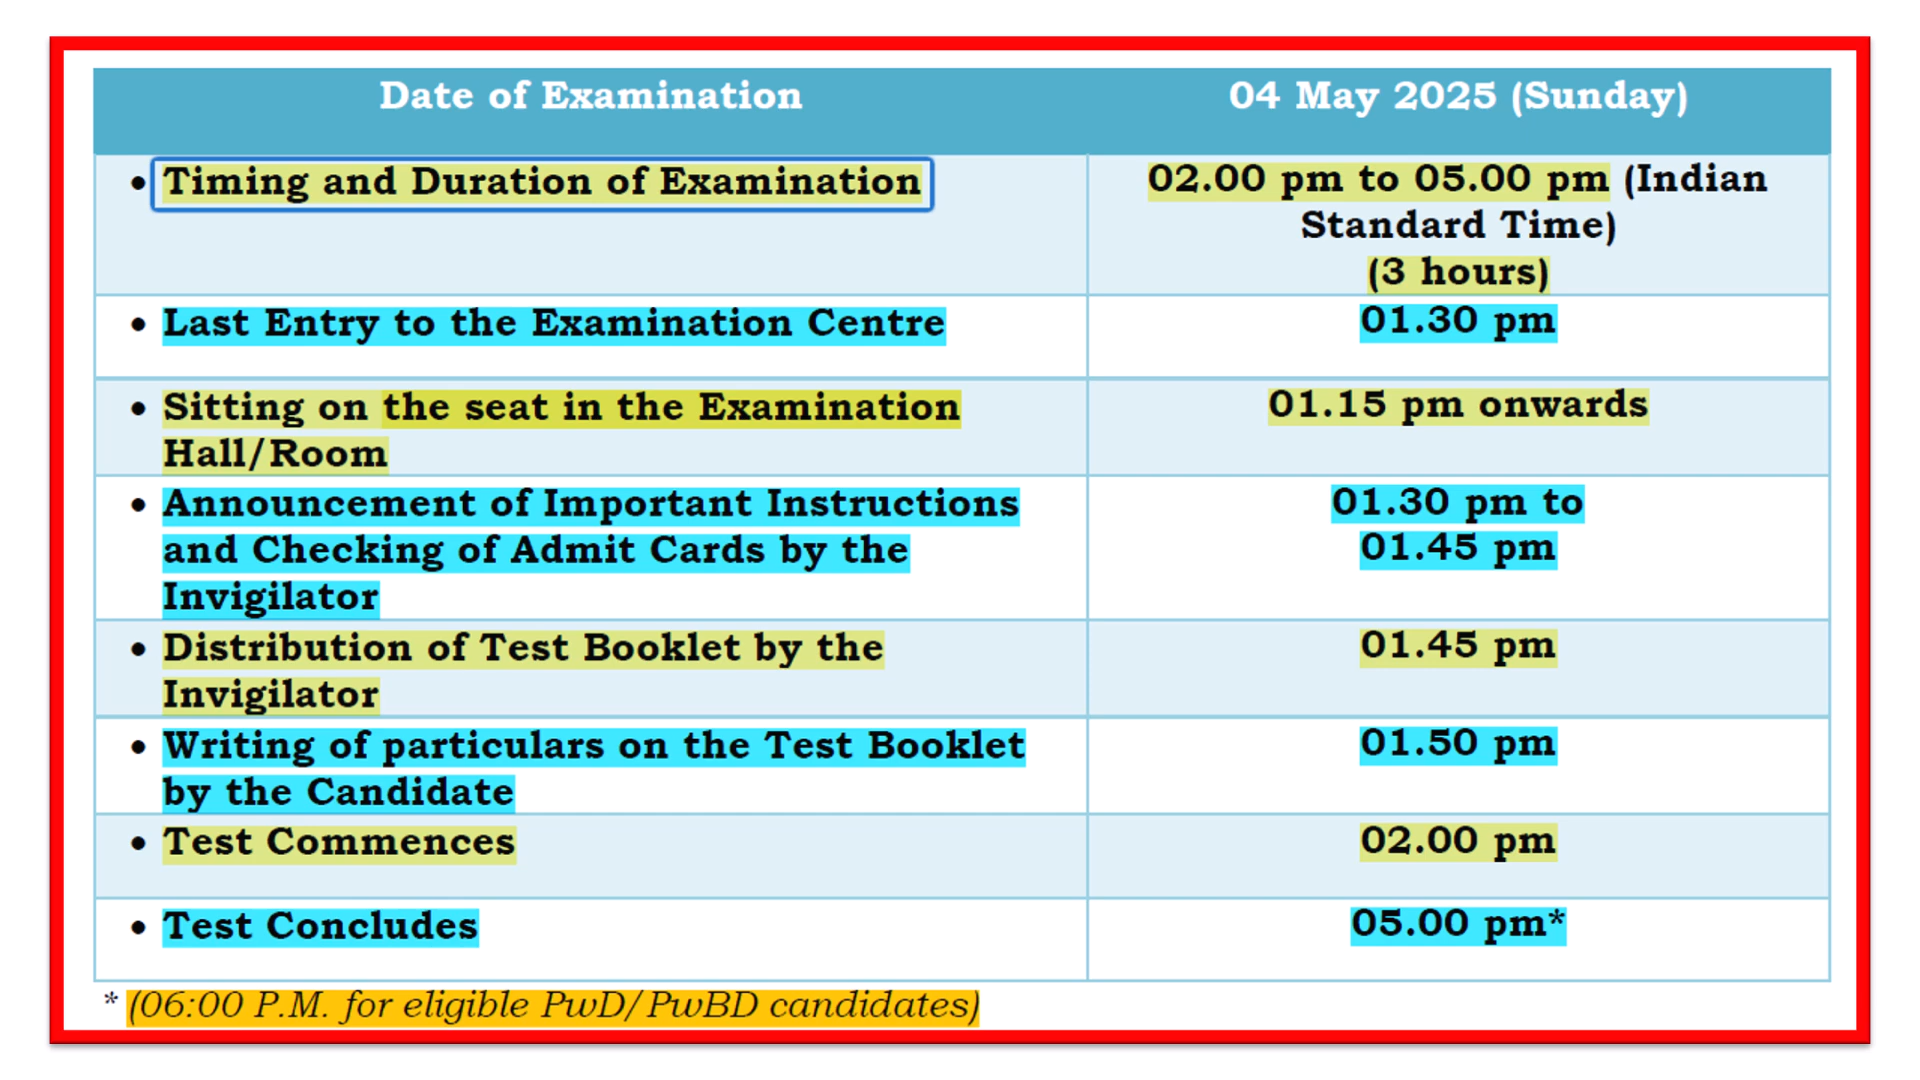 Date of Examination
04 May 2025 (Sunday)
• Timing and Duration of Examination
02.00 pm to 05.00 pm (Indian
Standard Time)
(3 hours)
• Last Entry to the Examination Centre
01.30 pm
• Sitting on the seat in the Examination
Hall/Room
01.15 pm onwards
• Announcement of Important Instructions
and Checking of Admit Cards by the
Invigilator
01.30 pm to
01.45 pm
• Distribution of Test Booklet by the
Invigilator
01.45 pm
• Writing of particulars on the Test Booklet
by the Candidate
01.50 pm
• Test Commences
02.00 pm
• Test Concludes
05.00 pm*
* (06:00 P.M. for eligible PwD/PwBD candidates)